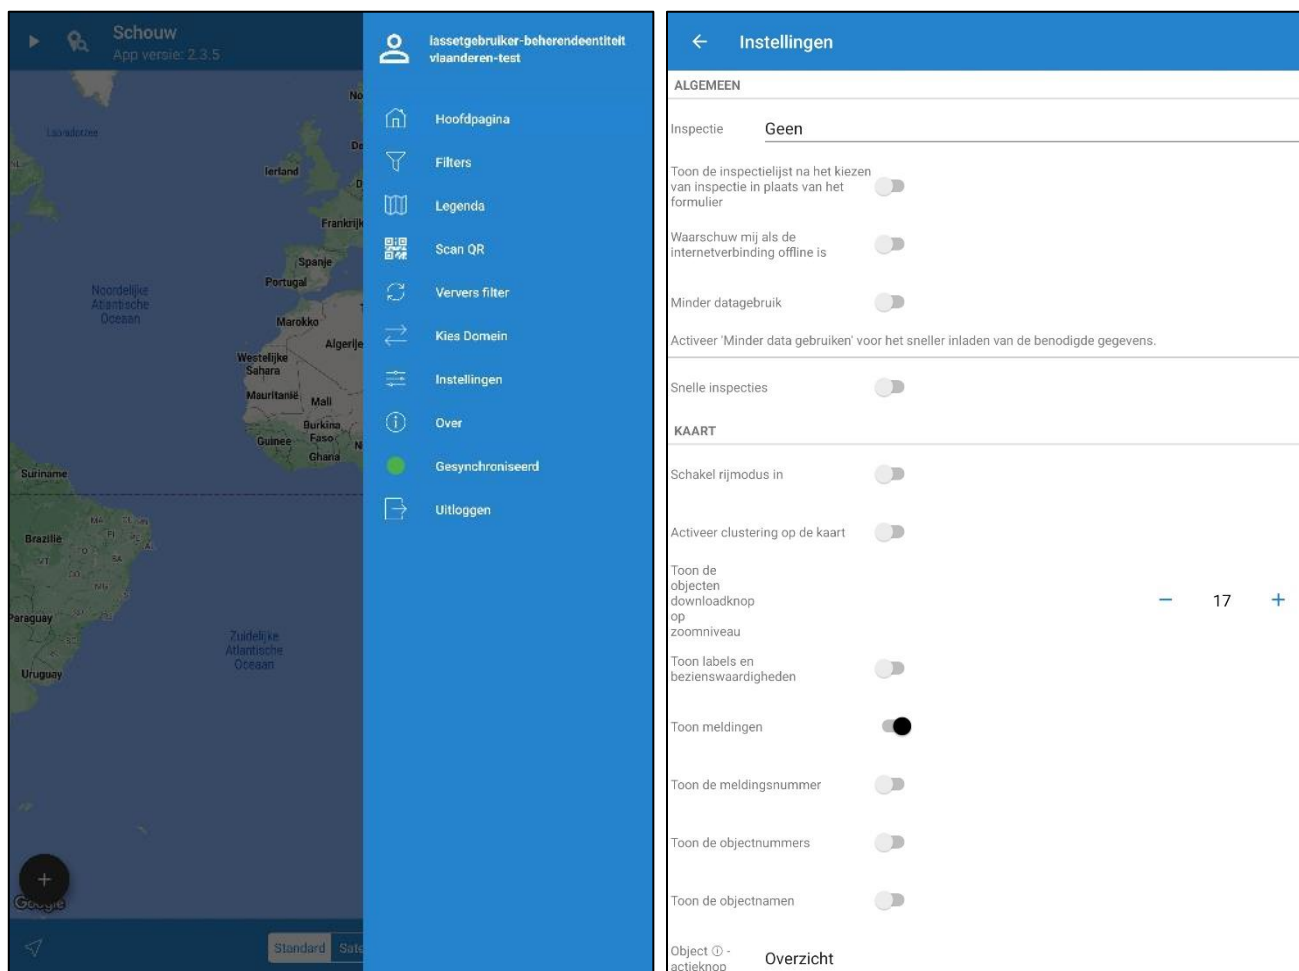 Schouw
App versie: 2.3.5
No
Labradorzee
De
Ierland
D
Frankrijk
Spanje
Portugal
Noordelijke
Atlantische
Oceaan
Marokko
Algerije
Westelijke
Sahara
Mauritanië
Mali
Burkina
Faso
Guinee
Ghana
Suriname
Brazilië
Paraguay
Uruguay
Zuidelijke
Atlantische
Oceaan
Google
+
Standard
Sate
lassetgebruiker-beherendeentiteit
vlaanderen-test
Hoofdpagina
Filters
Legenda
Scan QR
Ververs filter
Kies Domein
Instellingen
Over
Gesynchroniseerd
Uitloggen
Instellingen
ALGEMEEN
Inspectie Geen
Toon de inspectielijst na het kiezen
van inspectie in plaats van het
formulier
Waarschuw mij als de
internetverbinding offline is
Minder datagebruik
Activeer 'Minder data gebruiken' voor het sneller inladen van de benodigde gegevens.
Snelle inspecties
KAART
Schakel rijmodus in
Activeer clustering op de kaart
Toon de
objecten
downloadknop
op
zoomniveau
− 17 +
Toon labels en
bezienswaardigheden
Toon meldingen
Toon de meldingsnummer
Toon de objectnummers
Toon de objectnamen
Object ⓘ -
actieknop
Overzicht